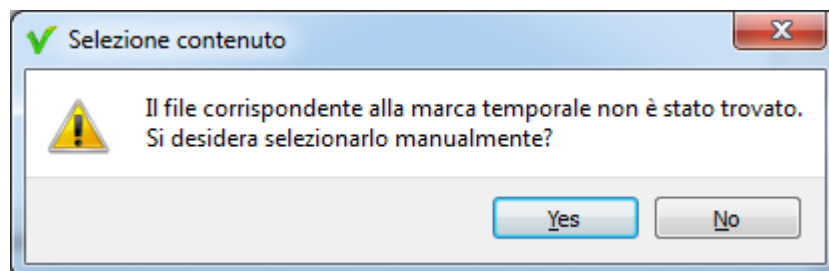 Selezione contenuto
Il file corrispondente alla marca temporale non è stato trovato.
Si desidera selezionarlo manualmente?
Yes
No